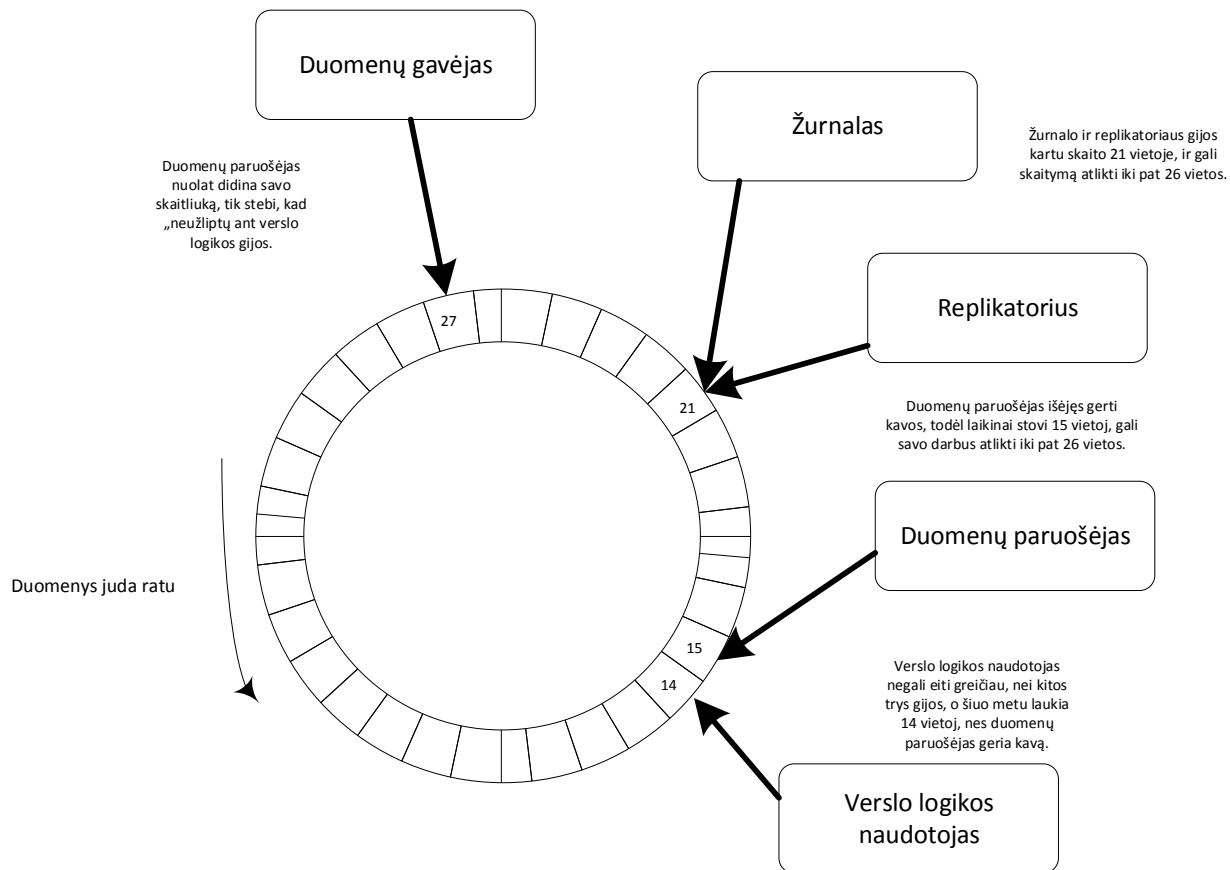 Duomenų gavėjas
Žurnalas
Žurnalo ir replikatoriaus gijos
kartu skaito 21 vietoje, ir gali
skaitymą atlikti iki pat 26 vietos.
Duomenų paruošėjas
nuolat didina savo
skaitliuką, tik stebi, kad
„neužliptų ant verslo
logikos gijos.
Replikatorius
27
21
Duomenų paruošėjas išėjęs gerti
kavos, todėl laikinai stovi 15 vietoj, gali
savo darbus atlikti iki pat 26 vietos.
Duomenų paruošėjas
Duomenys juda ratu
15
14
Verslo logikos naudotojas
negali eiti greičiau, nei kitos
trys gijos, o šiuo metu laukia
14 vietoj, nes duomenų
paruošėjas geria kavą.
Verslo logikos
naudotojas